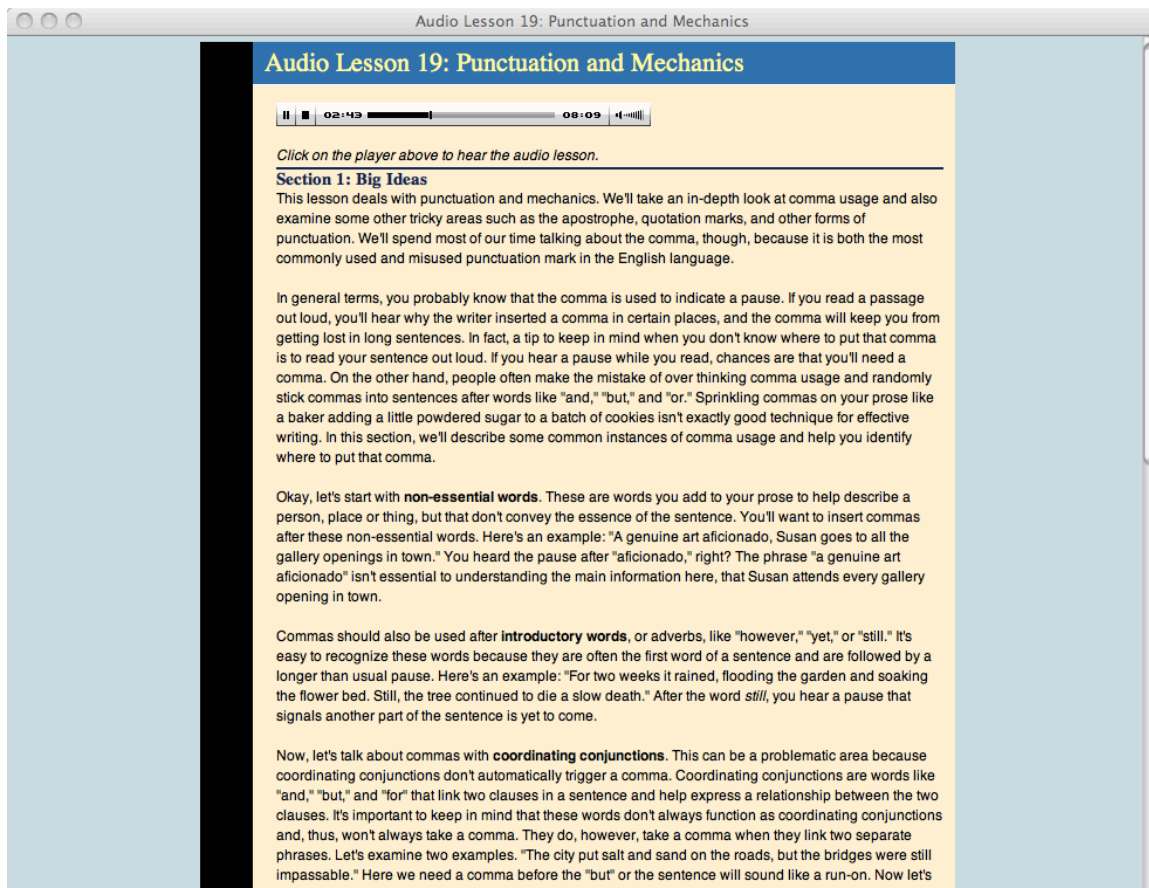 Audio Lesson 19: Punctuation and Mechanics
Audio Lesson 19: Punctuation and Mechanics
02:43 08:09
Click on the player above to hear the audio lesson.
Section 1: Big Ideas
This lesson deals with punctuation and mechanics. We'll take an in-depth look at comma usage and also
examine some other tricky areas such as the apostrophe, quotation marks, and other forms of
punctuation. We'll spend most of our time talking about the comma, though, because it is both the most
commonly used and misused punctuation mark in the English language.
In general terms, you probably know that the comma is used to indicate a pause. If you read a passage
out loud, you'll hear why the writer inserted a comma in certain places, and the comma will keep you from
getting lost in long sentences. In fact, a tip to keep in mind when you don't know where to put that comma
is to read your sentence out loud. If you hear a pause while you read, chances are that you'll need a
comma. On the other hand, people often make the mistake of over thinking comma usage and randomly
stick commas into sentences after words like "and," "but," and "or." Sprinkling commas on your prose like
a baker adding a little powdered sugar to a batch of cookies isn't exactly good technique for effective
writing. In this section, we'll describe some common instances of comma usage and help you identify
where to put that comma.
Okay, let's start with non-essential words. These are words you add to your prose to help describe a
person, place or thing, but that don't convey the essence of the sentence. You'll want to insert commas
after these non-essential words. Here's an example: "A genuine art aficionado, Susan goes to all the
gallery openings in town." You heard the pause after "aficionado," right? The phrase "a genuine art
aficionado" isn't essential to understanding the main information here, that Susan attends every gallery
opening in town.
Commas should also be used after introductory words, or adverbs, like "however," "yet," or "still." It's
easy to recognize these words because they are often the first word of a sentence and are followed by a
longer than usual pause. Here's an example: "For two weeks it rained, flooding the garden and soaking
the flower bed. Still, the tree continued to die a slow death." After the word still, you hear a pause that
signals another part of the sentence is yet to come.
Now, let's talk about commas with coordinating conjunctions. This can be a problematic area because
coordinating conjunctions don't automatically trigger a comma. Coordinating conjunctions are words like
"and," "but," and "for" that link two clauses in a sentence and help express a relationship between the two
clauses. It's important to keep in mind that these words don't always function as coordinating conjunctions
and, thus, won't always take a comma. They do, however, take a comma when they link two separate
phrases. Let's examine two examples. "The city put salt and sand on the roads, but the bridges were still
impassable." Here we need a comma before the "but" or the sentence will sound like a run-on. Now let's